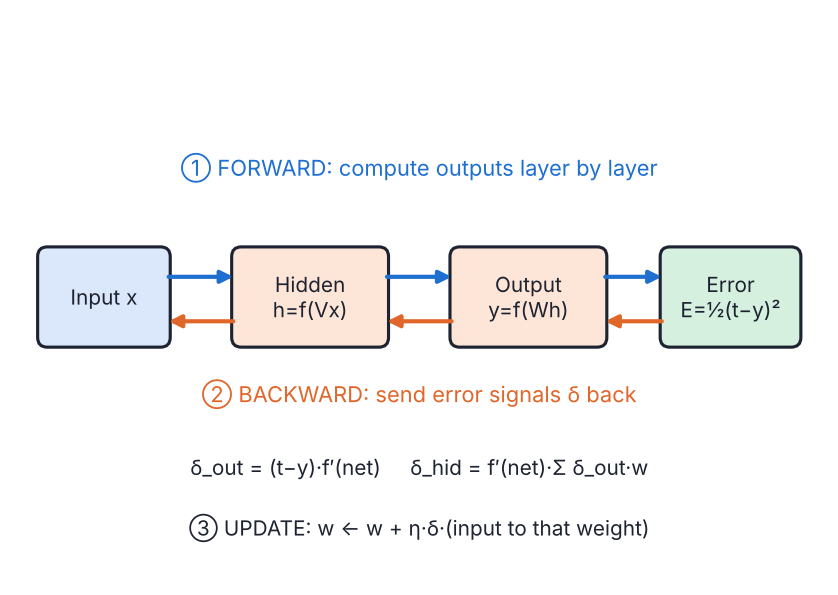 ① FORWARD: compute outputs layer by layer
Input x
Hidden
h=f(Vx)
Output
y=f(Wh)
Error
E=½(t−y)²
② BACKWARD: send error signals δ back
δ_out = (t−y)·f′(net)     δ_hid = f′(net)·Σ δ_out·w
③ UPDATE: w ← w + η·δ·(input to that weight)